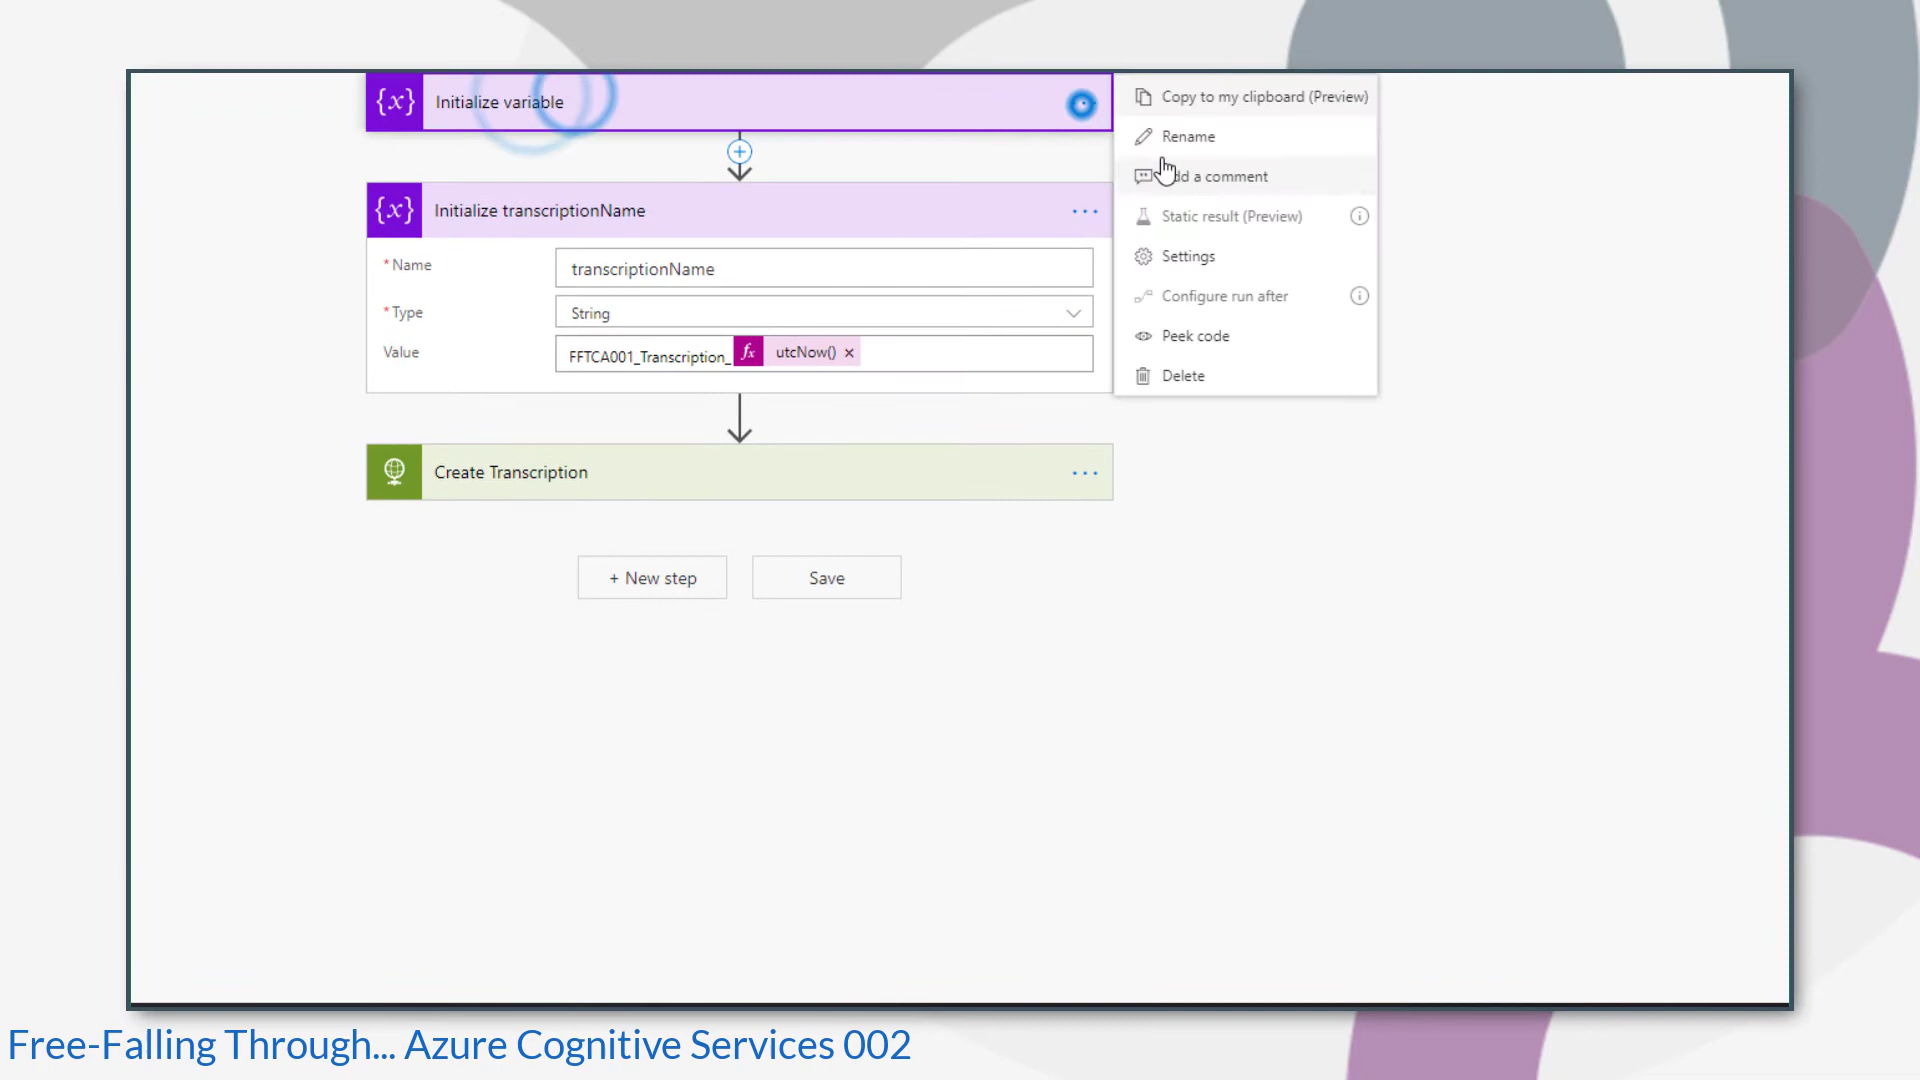 {x} Initialize variable
Copy to my clipboard (Preview)
Rename
a comment
Static result (Preview)
Settings
Configure run after
Peek code
Delete
{x} Initialize transcriptionName ...
* Name
transcriptionName
* Type
String
Value
FFTCA001_Transcription_ fx utcNow() ×
Create Transcription ...
+ New step
Save
Free-Falling Through... Azure Cognitive Services 002